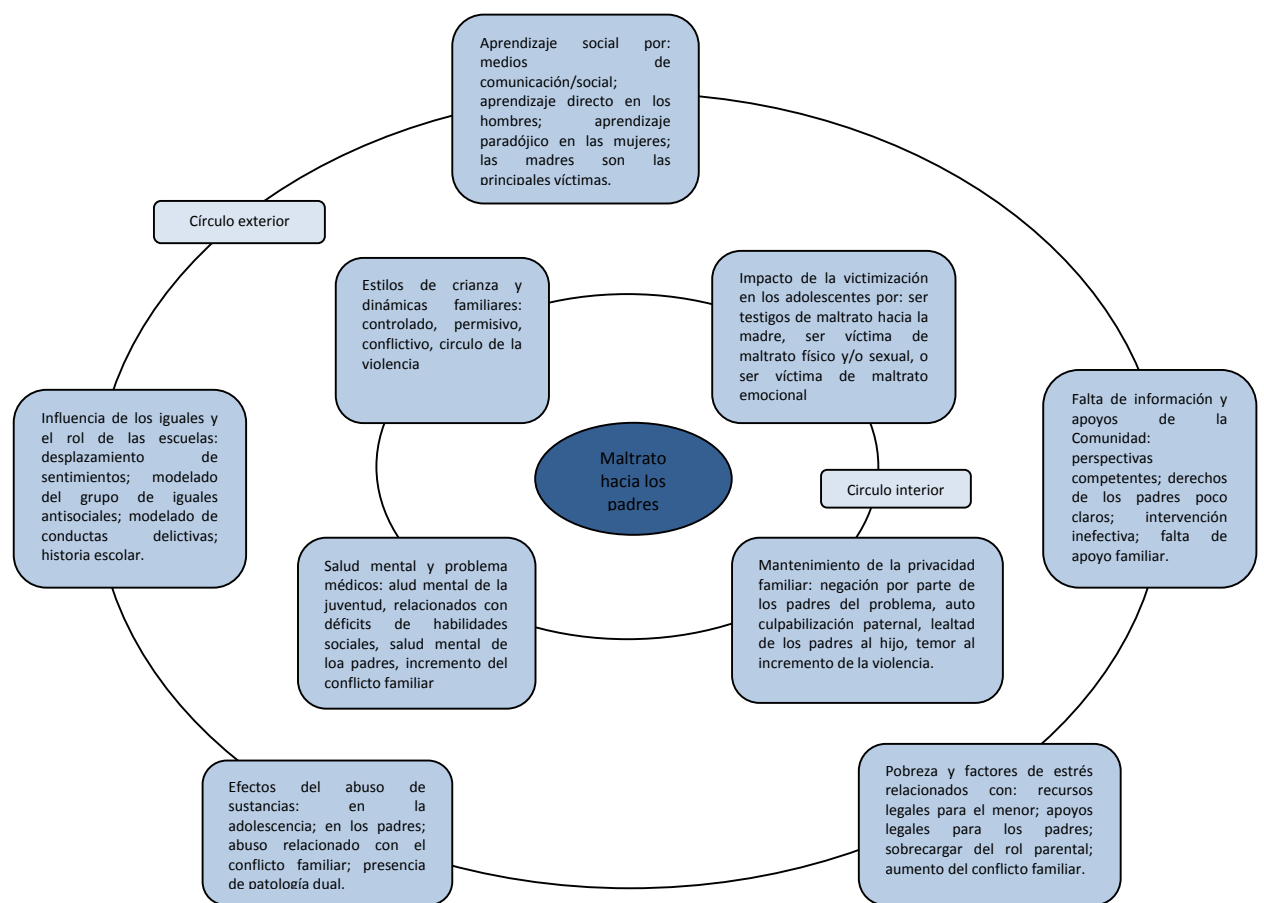 Aprendizaje social por:
medios de
comunicación/social;
aprendizaje directo en los
hombres; aprendizaje
paradójico en las mujeres;
las madres son las
principales víctimas.
Círculo exterior
Estilos de crianza y
dinámicas familiares:
controlado, permisivo,
conflictivo, circulo de la
violencia
Impacto de la victimización
en los adolescentes por: ser
testigos de maltrato hacia la
madre, ser víctima de
maltrato físico y/o sexual, o
ser víctima de maltrato
emocional
Influencia de los iguales y
el rol de las escuelas:
desplazamiento de
sentimientos; modelado
del grupo de iguales
antisociales; modelado de
conductas delictivas;
historia escolar.
Maltrato
hacia los
padres
Circulo interior
Falta de información y
apoyos de la
Comunidad:
perspectivas
competentes; derechos
de los padres poco
claros; intervención
inefectiva; falta de
apoyo familiar.
Salud mental y problema
médicos: alud mental de la
juventud, relacionados con
déficits de habilidades
sociales, salud mental de
loa padres, incremento del
conflicto familiar
Mantenimiento de la privacidad
familiar: negación por parte de
los padres del problema, auto
culpabilización paternal, lealtad
de los padres al hijo, temor al
incremento de la violencia.
Efectos del abuso de
sustancias: en la
adolescencia; en los padres;
abuso relacionado con el
conflicto familiar; presencia
de patología dual.
Pobreza y factores de estrés
relacionados con: recursos
legales para el menor; apoyos
legales para los padres;
sobrecargar del rol parental;
aumento del conflicto familiar.